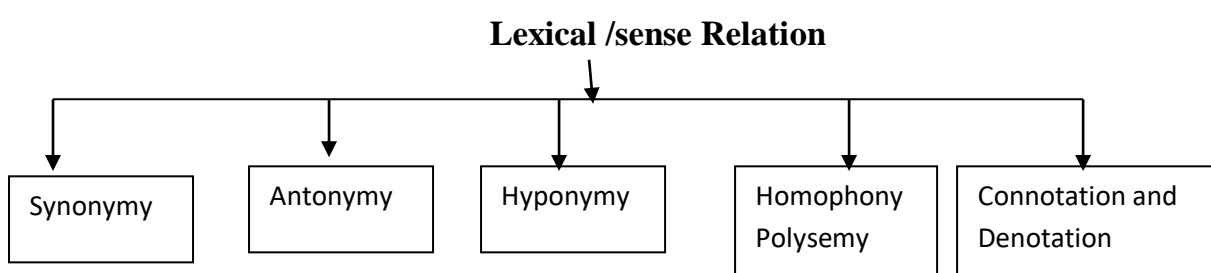 Lexical /sense Relation
Synonymy
Antonymy
Hyponymy
Homophony
Polysemy
Connotation and
Denotation